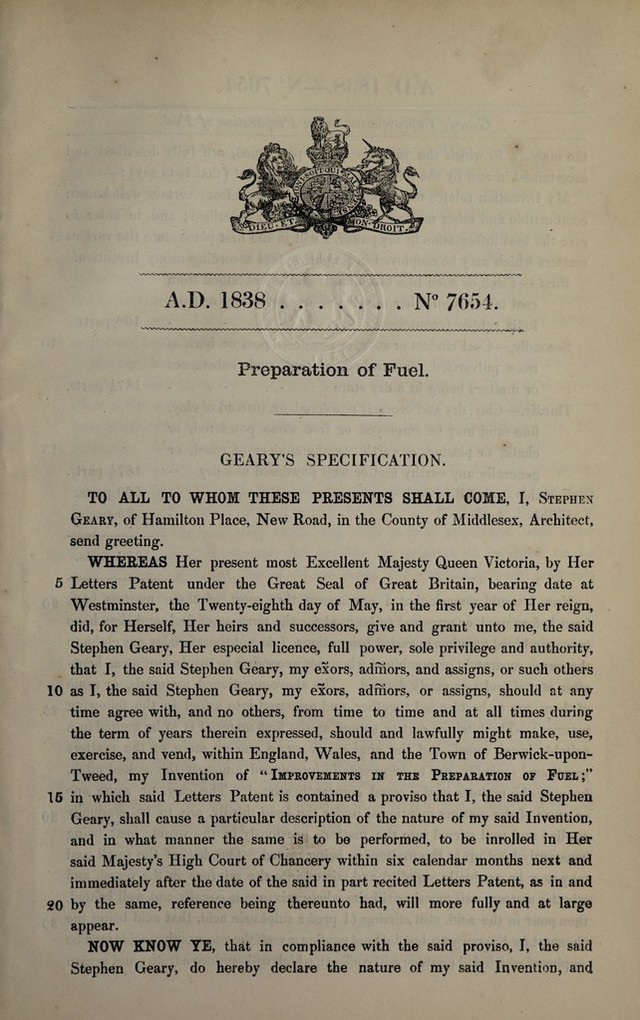 HONI SOIT QUI MAL
DIEU ET MON DROIT.
A.D. 1838 . . . . . . . Nº 7654.
Preparation of Fuel.
GEARY'S SPECIFICATION.
TO ALL TO WHOM THESE PRESENTS SHALL COME, I, STEPHEN
GEARY, of Hamilton Place, New Road, in the County of Middlesex, Architect,
send greeting.
WHEREAS Her present most Excellent Majesty Queen Victoria, by Her
5 Letters Patent under the Great Seal of Great Britain, bearing date at
Westminster, the Twenty-eighth day of May, in the first year of Her reign,
did, for Herself, Her heirs and successors, give and grant unto me, the said
Stephen Geary, Her especial licence, full power, sole privilege and authority,
that I, the said Stephen Geary, my exors, adm̃ors, and assigns, or such others
10 as I, the said Stephen Geary, my exors, adm̃ors, or assigns, should at any
time agree with, and no others, from time to time and at all times during
the term of years therein expressed, should and lawfully might make, use,
exercise, and vend, within England, Wales, and the Town of Berwick-upon-
Tweed, my Invention of "IMPROVEMENTS IN THE PREPARATION OF FUEL;"
15 in which said Letters Patent is contained a proviso that I, the said Stephen
Geary, shall cause a particular description of the nature of my said Invention,
and in what manner the same is to be performed, to be inrolled in Her
said Majesty's High Court of Chancery within six calendar months next and
immediately after the date of the said in part recited Letters Patent, as in and
20 by the same, reference being thereunto had, will more fully and at large
appear.
NOW KNOW YE, that in compliance with the said proviso, I, the said
Stephen Geary, do hereby declare the nature of my said Invention, and